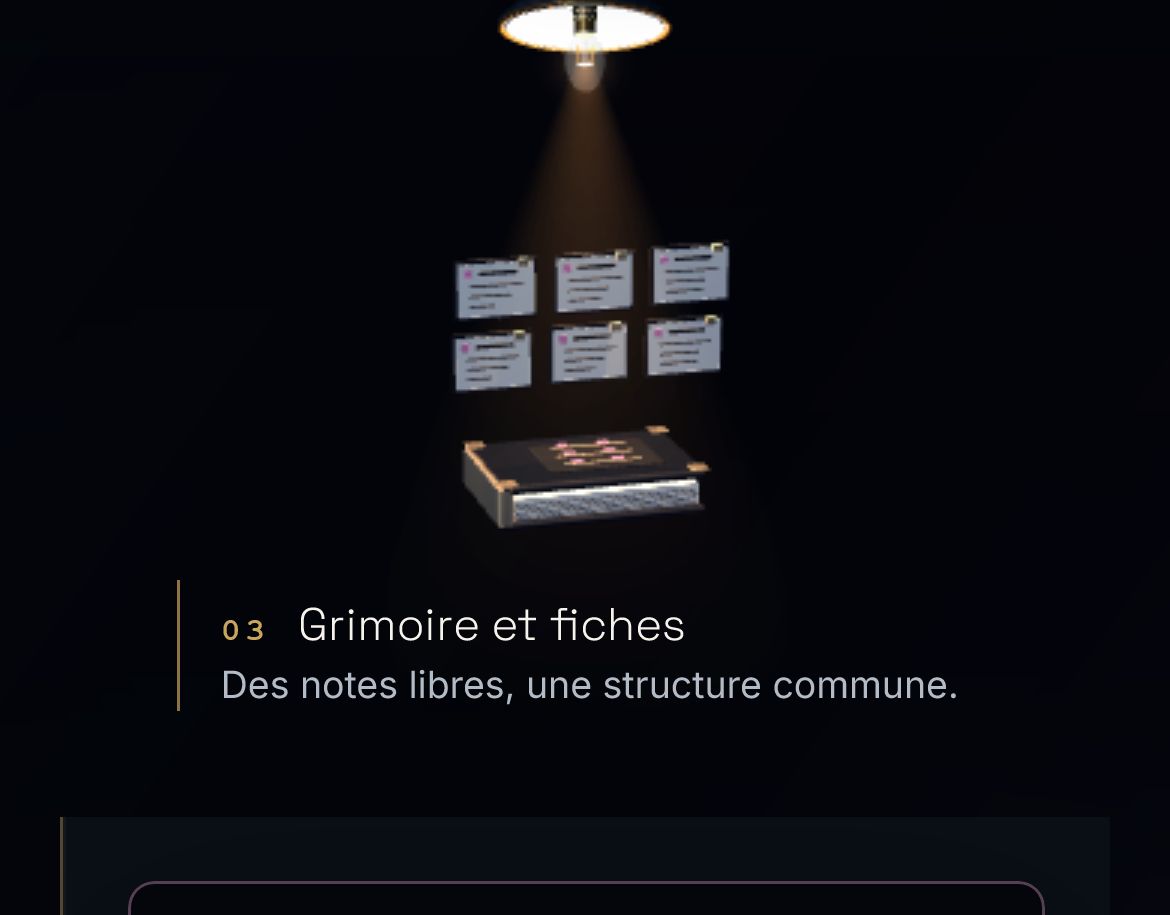 03 Grimoire et fiches
Des notes libres, une structure commune.